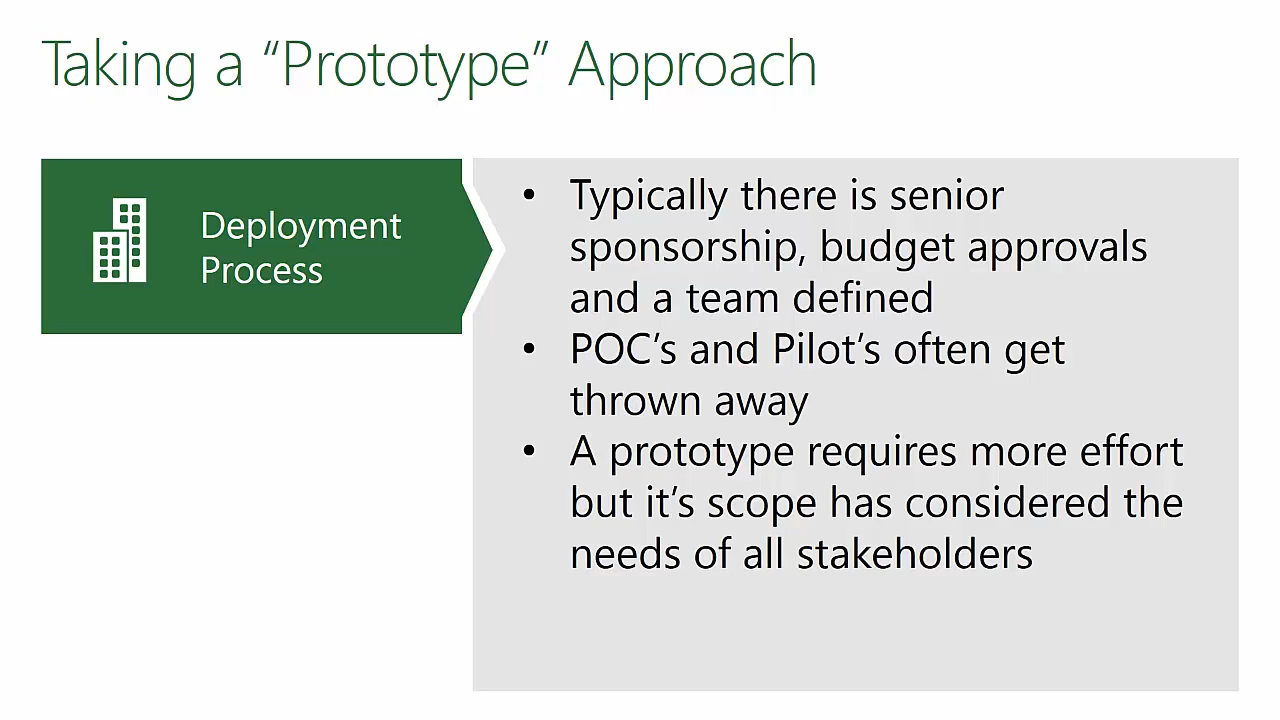 Taking a “Prototype” Approach
Deployment
Process
• Typically there is senior
sponsorship, budget approvals
and a team defined
• POC’s and Pilot’s often get
thrown away
• A prototype requires more effort
but it’s scope has considered the
needs of all stakeholders